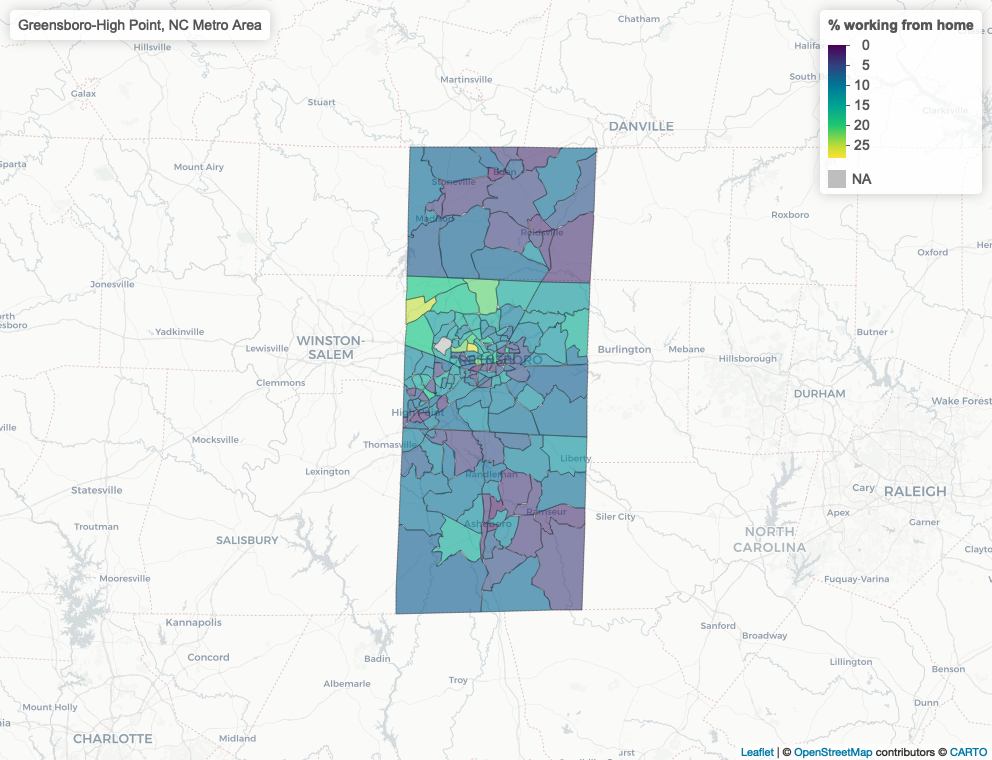 Greensboro-High Point, NC Metro Area
% working from home
0
5
10
15
20
25
NA
Chatham
Hillsville
Halifa
Galax
Martinsville
South
Stuart
Clarksville
DANVILLE
Sparta
Mount Airy
Eden
Stoneville
Madison
Roxboro
Reidsville
Oxford
Jonesville
Yadkinville
WINSTON-
SALEM
Lewisville
Burlington
Mebane
Butner
Hillsborough
GREENSBORO
Clemmons
DURHAM
Wake Forest
High Point
Mocksville
Thomasville
Liberty
Lexington
Randleman
Statesville
Cary
RALEIGH
Troutman
Asheboro
Ramseur
Siler City
Apex
Garner
SALISBURY
NORTH
CAROLINA
Clayto
Mooresville
Fuquay-Varina
Kannapolis
Sanford
Broadway
Concord
Badin
Lillington
Benson
Albemarle
Troy
Mount Holly
Dunn
CHARLOTTE
Midland
Leaflet | © OpenStreetMap contributors © CARTO